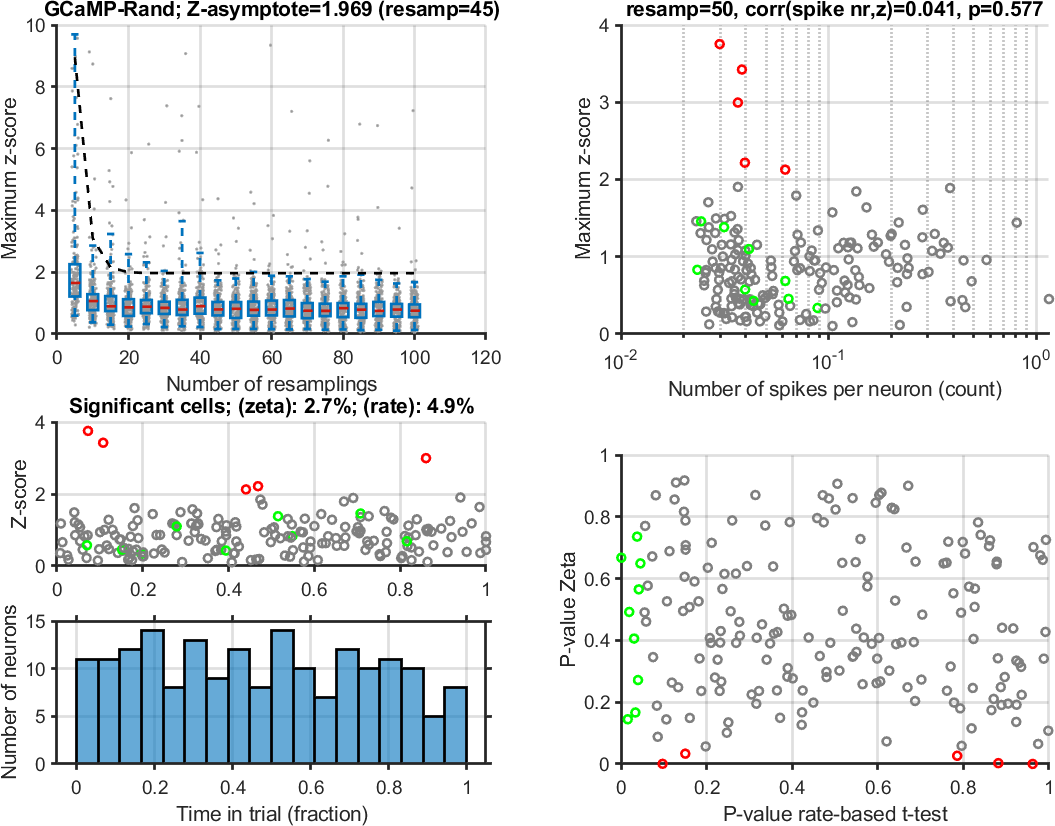 GCaMP-Rand; Z-asymptote=1.969 (resamp=45)
10
8
6
4
2
0
Maximum z-score
0 20 40 60 80 100 120
Number of resamplings
resamp=50, corr(spike nr,z)=0.041, p=0.577
4
3
2
1
0
Maximum z-score
10-2 10-1 100
Number of spikes per neuron (count)
Significant cells; (zeta): 2.7%; (rate): 4.9%
4
2
0
Z-score
0 0.2 0.4 0.6 0.8 1
15
10
5
0
Number of neurons
0 0.2 0.4 0.6 0.8 1
Time in trial (fraction)
1
0.8
0.6
0.4
0.2
0
P-value Zeta
0 0.2 0.4 0.6 0.8 1
P-value rate-based t-test